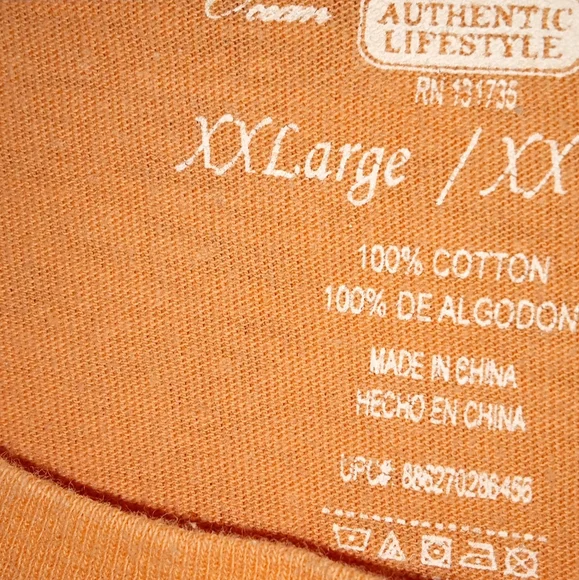 Ocean
AUTHENTIC
LIFESTYLE
RN 131735
XXLarge / XX
100% COTTON
100% DE ALGODON
MADE IN CHINA
HECHO EN CHINA
UPC# 886270286456